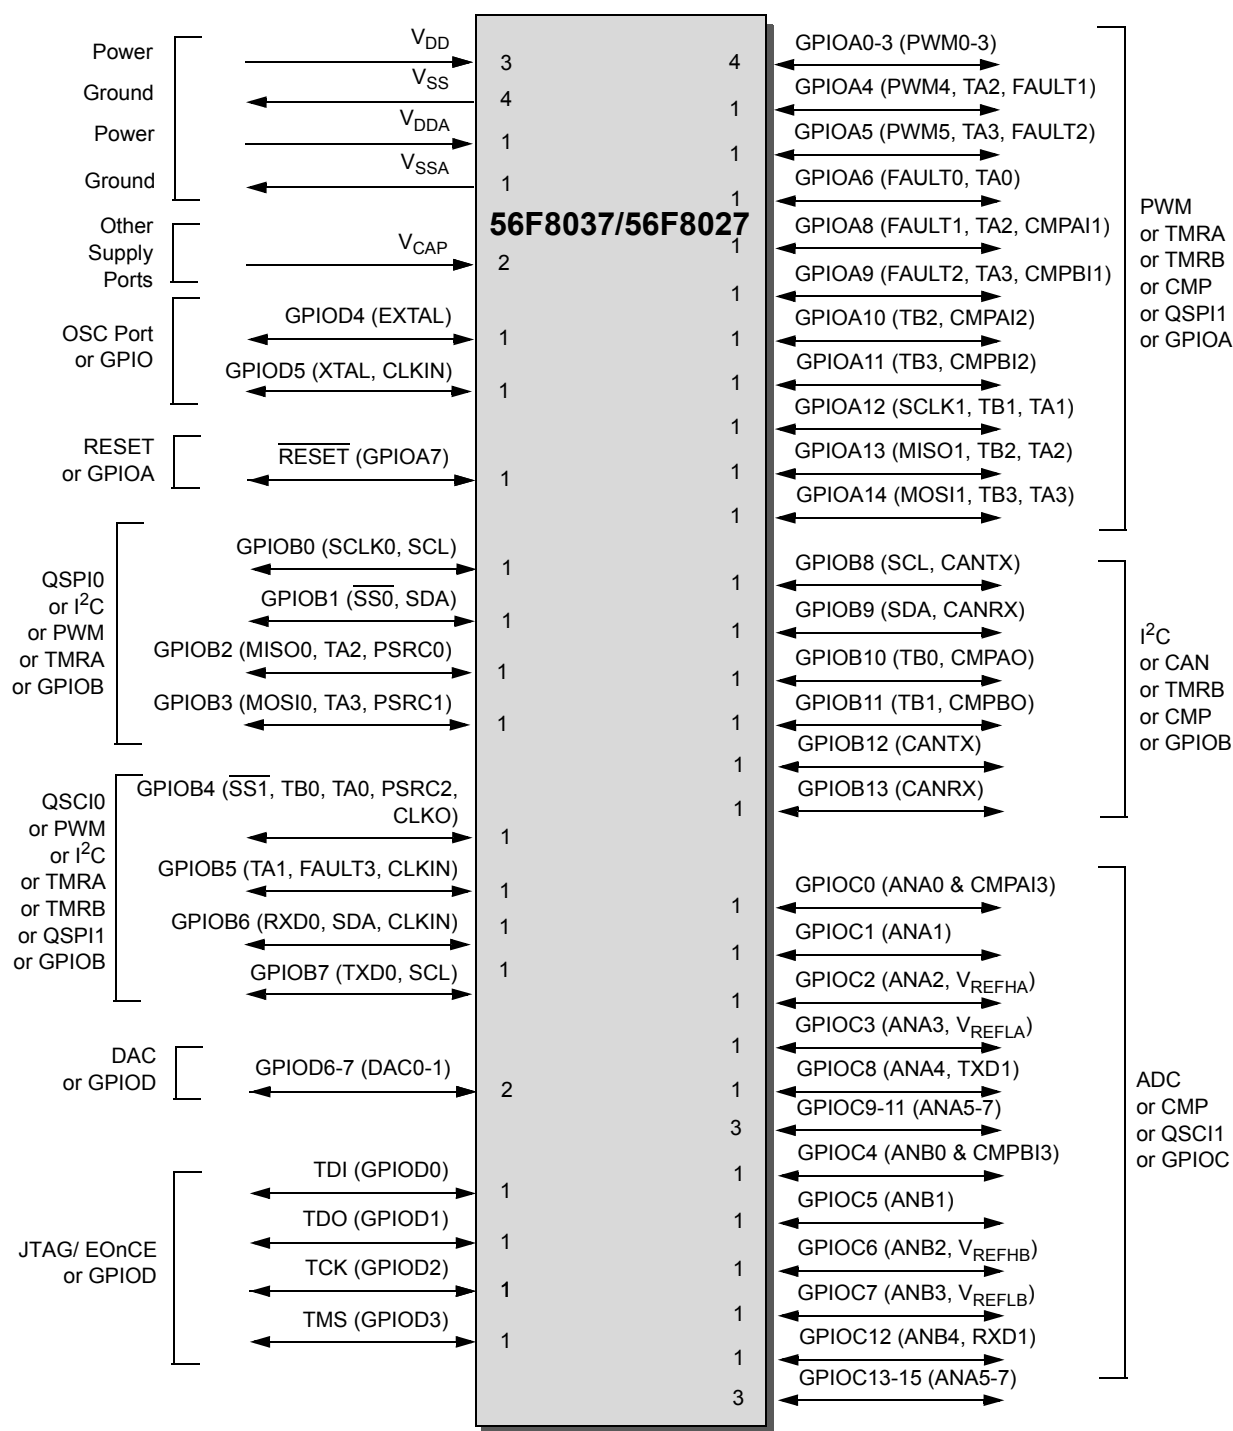 Power
Ground
Power
Ground
V_DD
V_SS
V_DDA
V_SSA
3
4
1
1
56F8037/56F8027
Other
Supply
Ports
V_CAP
2
OSC Port
or GPIO
GPIOD4 (EXTAL)
1
GPIOD5 (XTAL, CLKIN)
1
RESET
or GPIOA
RESET (GPIOA7)
1
QSPI0
or I2C
or PWM
or TMRA
or GPIOB
GPIOB0 (SCLK0, SCL)
1
GPIOB1 (SS0, SDA)
1
GPIOB2 (MISO0, TA2, PSRC0)
1
GPIOB3 (MOSI0, TA3, PSRC1)
1
QSCI0
or PWM
or I2C
or TMRA
or TMRB
or QSPI1
or GPIOB
GPIOB4 (SS1, TB0, TA0, PSRC2,
CLKO)
1
GPIOB5 (TA1, FAULT3, CLKIN)
1
GPIOB6 (RXD0, SDA, CLKIN)
1
GPIOB7 (TXD0, SCL)
1
DAC
or GPIOD
GPIOD6-7 (DAC0-1)
2
JTAG/ EOnCE
or GPIOD
TDI (GPIOD0)
1
TDO (GPIOD1)
1
TCK (GPIOD2)
1
TMS (GPIOD3)
1
4
GPIOA0-3 (PWM0-3)
1
GPIOA4 (PWM4, TA2, FAULT1)
1
GPIOA5 (PWM5, TA3, FAULT2)
1
GPIOA6 (FAULT0, TA0)
1
GPIOA8 (FAULT1, TA2, CMPAI1)
1
GPIOA9 (FAULT2, TA3, CMPBI1)
1
GPIOA10 (TB2, CMPAI2)
1
GPIOA11 (TB3, CMPBI2)
1
GPIOA12 (SCLK1, TB1, TA1)
1
GPIOA13 (MISO1, TB2, TA2)
1
GPIOA14 (MOSI1, TB3, TA3)
PWM
or TMRA
or TMRB
or CMP
or QSPI1
or GPIOA
1
GPIOB8 (SCL, CANTX)
1
GPIOB9 (SDA, CANRX)
1
GPIOB10 (TB0, CMPAO)
1
GPIOB11 (TB1, CMPBO)
1
GPIOB12 (CANTX)
1
GPIOB13 (CANRX)
I2C
or CAN
or TMRB
or CMP
or GPIOB
1
GPIOC0 (ANA0 & CMPAI3)
1
GPIOC1 (ANA1)
1
GPIOC2 (ANA2, V_REFHA)
1
GPIOC3 (ANA3, V_REFLA)
1
GPIOC8 (ANA4, TXD1)
3
GPIOC9-11 (ANA5-7)
1
GPIOC4 (ANB0 & CMPBI3)
1
GPIOC5 (ANB1)
1
GPIOC6 (ANB2, V_REFHB)
1
GPIOC7 (ANB3, V_REFLB)
1
GPIOC12 (ANB4, RXD1)
3
GPIOC13-15 (ANA5-7)
ADC
or CMP
or QSCI1
or GPIOC